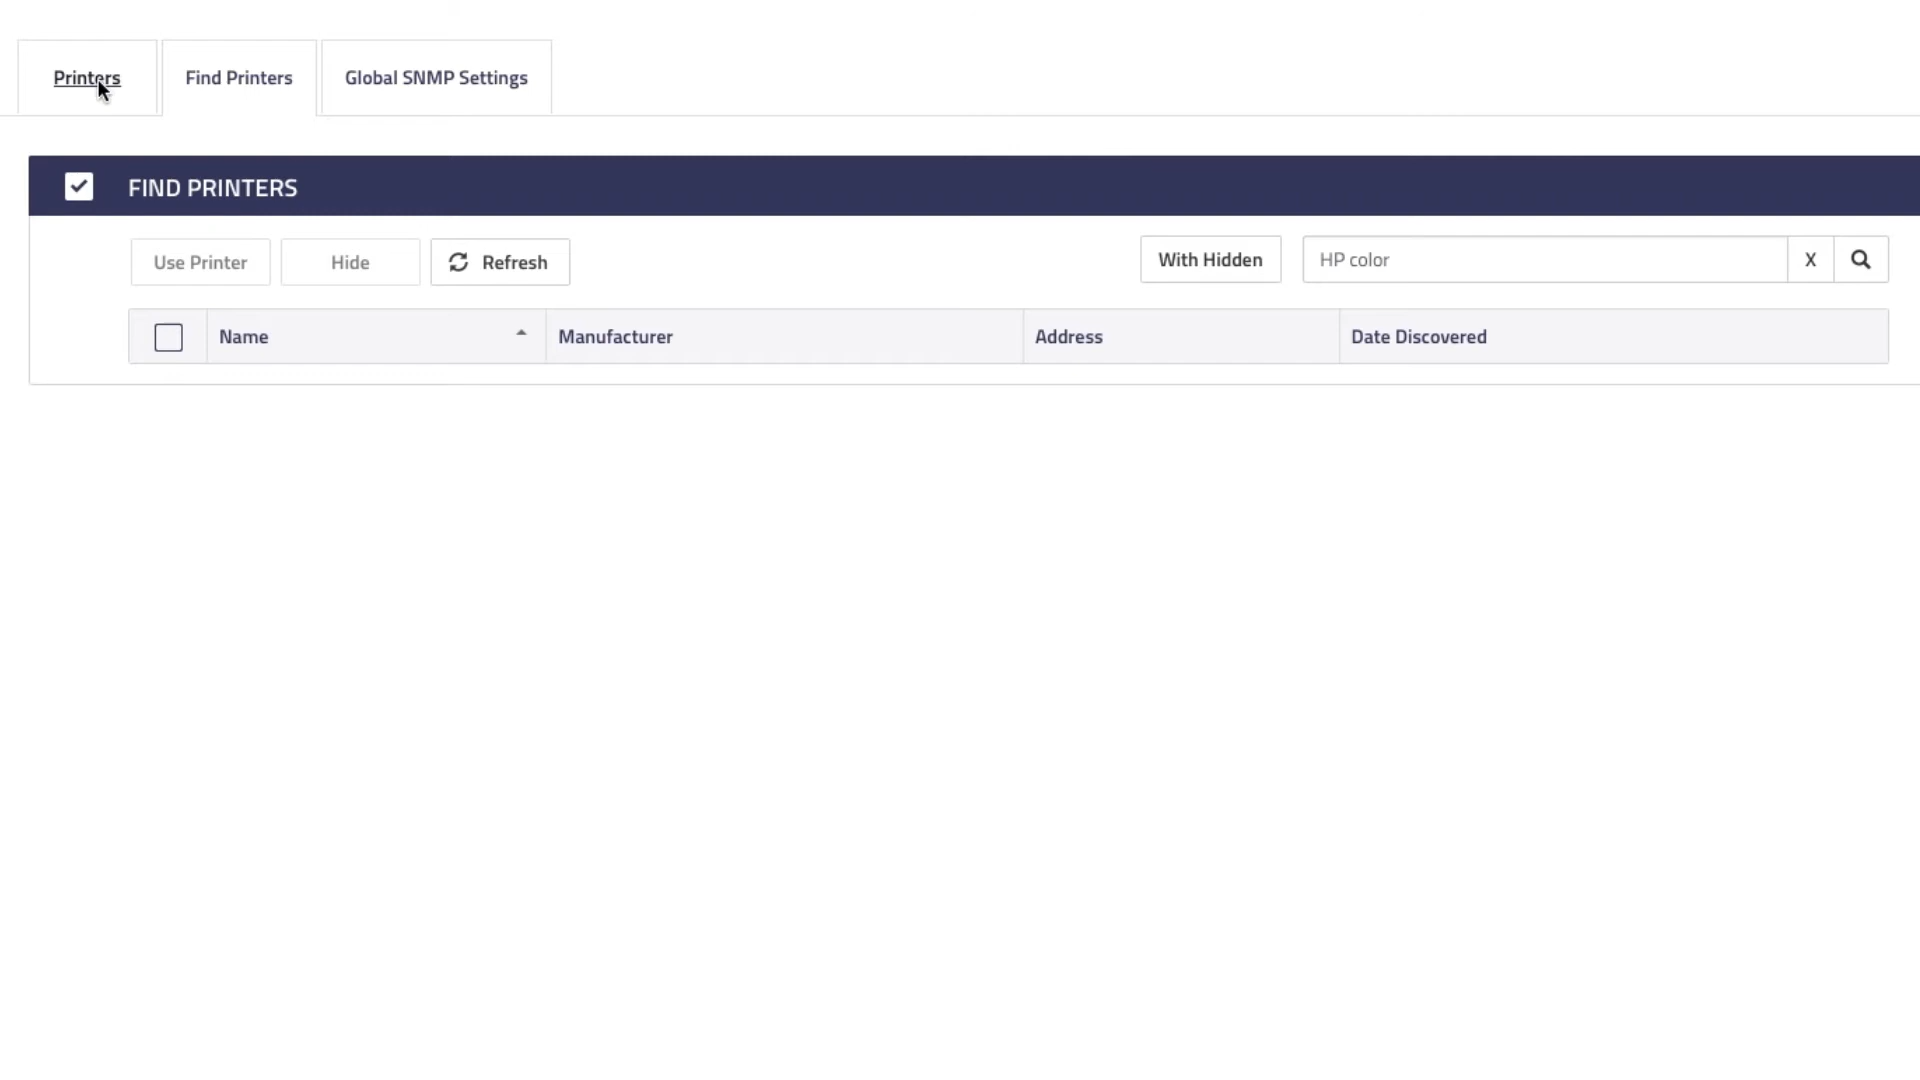 Printers
Find Printers
Global SNMP Settings
FIND PRINTERS
Use Printer
Hide
Refresh
With Hidden
HP color
X
Name
Manufacturer
Address
Date Discovered